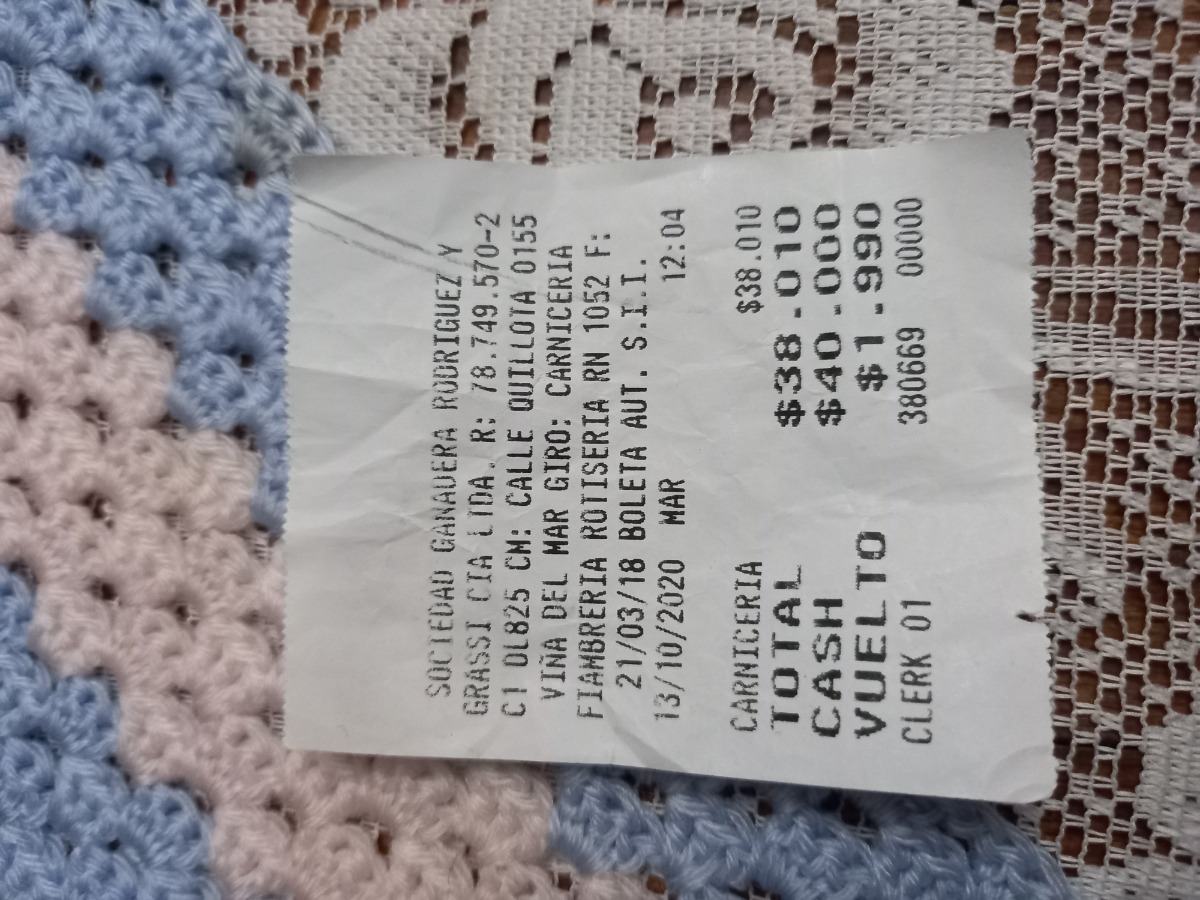 SOCIEDAD GANADERA RODRIGUEZ Y
GRASSI CIA LTDA. R: 78.749.570-2
C1 DL825 CM: CALLE QUILLOTA 0155
VIÑA DEL MAR GIRO: CARNICERIA
FIAMBRERIA ROTISERIA RN 1052 F:
21/03/18 BOLETA AUT. S.I.I.
13/10/2020 MAR 12:04
CARNICERIA $38.010
TOTAL $38.010
CASH $40.000
VUELTO $1.990
CLERK 01 380669 00000